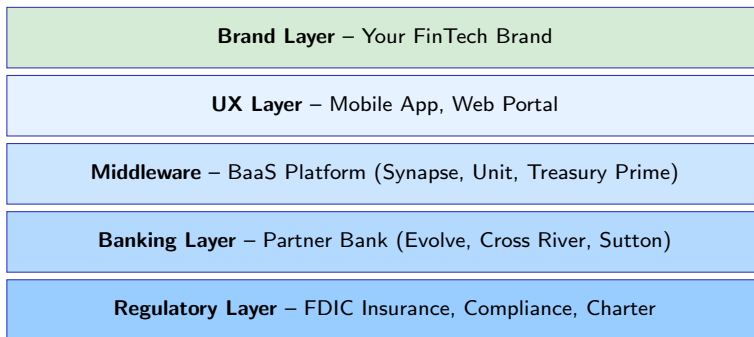 Brand Layer – Your FinTech Brand
UX Layer – Mobile App, Web Portal
Middleware – BaaS Platform (Synapse, Unit, Treasury Prime)
Banking Layer – Partner Bank (Evolve, Cross River, Sutton)
Regulatory Layer – FDIC Insurance, Compliance, Charter